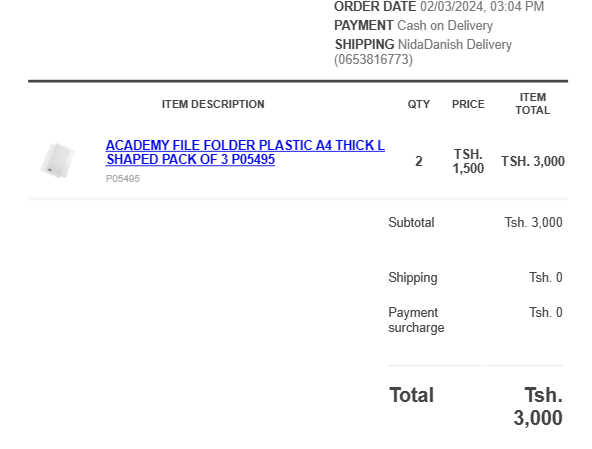 ORDER DATE 02/03/2024, 03:04 PM
PAYMENT Cash on Delivery
SHIPPING NidaDanish Delivery
(0653816773)
ITEM DESCRIPTION QTY PRICE ITEM
TOTAL
ACADEMY FILE FOLDER PLASTIC A4 THICK L
SHAPED PACK OF 3 P05495
P05495
2 TSH.
1,500 TSH. 3,000
Subtotal Tsh. 3,000
Shipping Tsh. 0
Payment
surcharge Tsh. 0
Total Tsh.
3,000